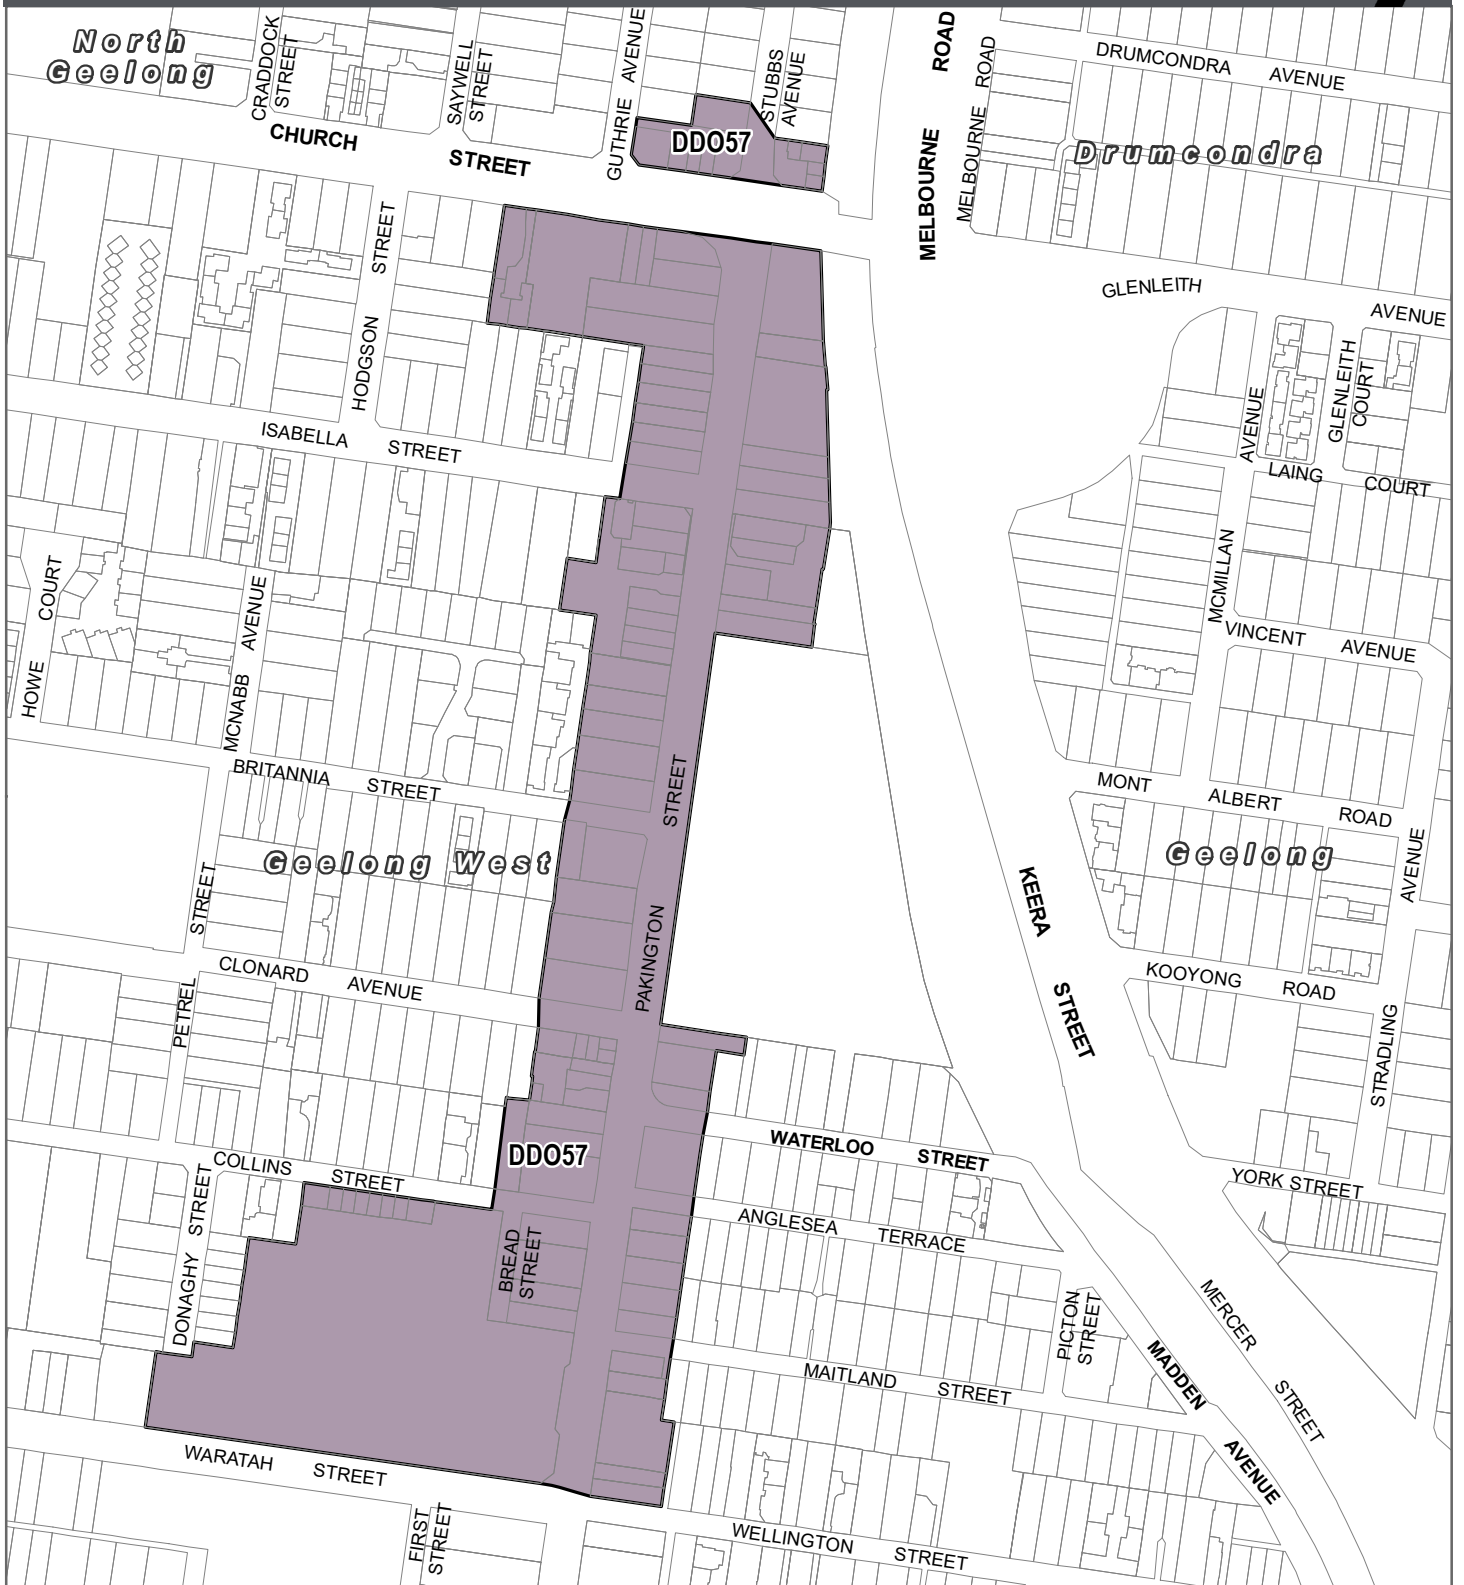 North
Geelong
CRADDOCK
STREET
SAYWELL
STREET
GUTHRIE AVENUE
STUBBS
AVENUE
MELBOURNE ROAD
MELBOURNE ROAD
DRUMCONDRA AVENUE
CHURCH STREET
DDO57
Drumcondra
HODGSON STREET
GLENLEITH AVENUE
GLENLEITH
COURT
ISABELLA STREET
MCMILLAN AVENUE
LAING COURT
HOWE COURT
MCNABB AVENUE
VINCENT AVENUE
BRITANNIA STREET
PAKINGTON STREET
MONT ALBERT ROAD
Geelong West
Geelong
PETREL STREET
KEERA STREET
STRADLING AVENUE
CLONARD AVENUE
KOOYONG ROAD
DDO57
WATERLOO STREET
COLLINS STREET
YORK STREET
DONAGHY STREET
BREAD
STREET
ANGLESEA TERRACE
PICTON
STREET
MERCER STREET
MAITLAND STREET
MADDEN AVENUE
WARATAH STREET
FIRST
STREET
WELLINGTON STREET